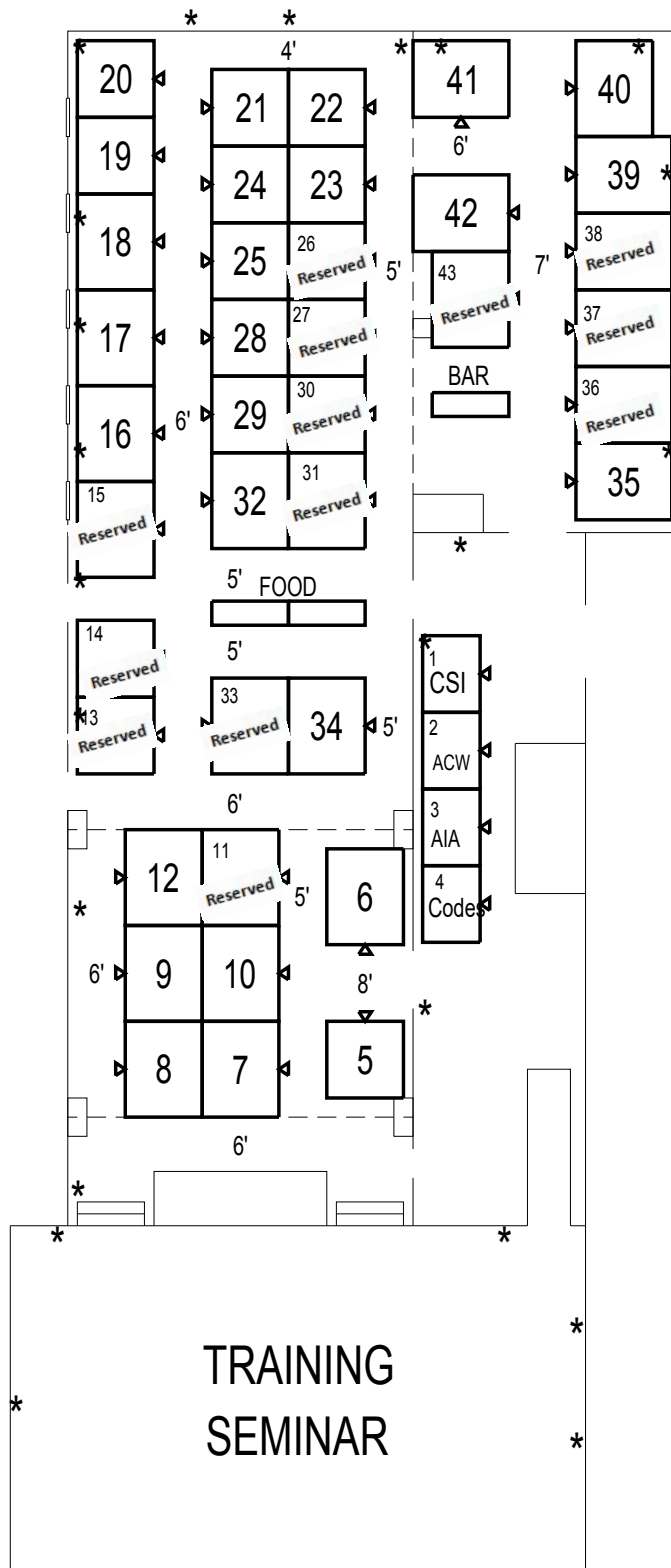 * *
* 4' * * *
20 21 22 41 40
6'
19 24 23 39 *
* 18 25 26 Reserved 5' 42 7' 38 Reserved
43 Reserved
* 17 28 27 Reserved 37 Reserved
BAR
* 16 6' 29 30 Reserved 36 Reserved *
15 Reserved 32 31 Reserved 35
* 5' FOOD *
14 Reserved 5' * 1 CSI
* 13 Reserved 33 Reserved 34 5' 2 ACW
6' 3 AIA
* 12 11 Reserved 5' 6 4 Codes
6' 9 10 8' *
8 7 5
6'
*
* *
TRAINING *
SEMINAR
* *